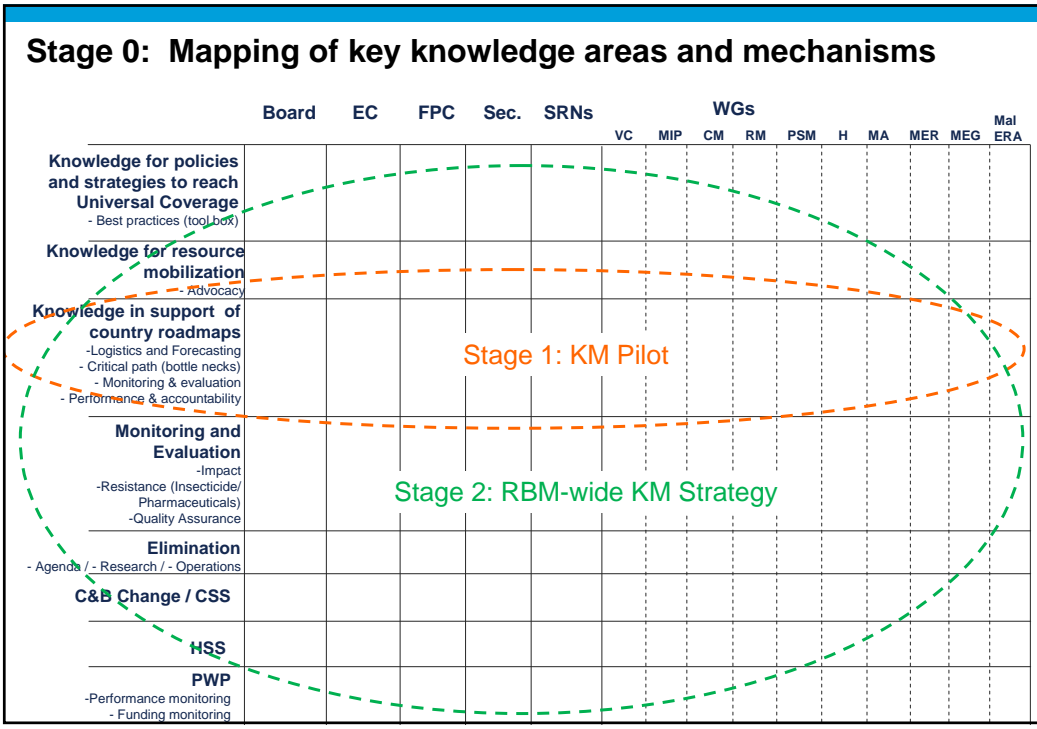 Stage 0:  Mapping of key knowledge areas and mechanisms
Board EC FPC Sec. SRNs WGs
VC MIP CM RM PSM H MA MER MEG Mal
ERA
Knowledge for policies
and strategies to reach
Universal Coverage
- Best practices (tool box)
Knowledge for resource
mobilization
- Advocacy
Knowledge in support of
country roadmaps
-Logistics and Forecasting
- Critical path (bottle necks)
- Monitoring & evaluation
- Performance & accountability
Stage 1: KM Pilot
Monitoring and
Evaluation
-Impact
-Resistance (Insecticide/
Pharmaceuticals)
-Quality Assurance
Stage 2: RBM-wide KM Strategy
Elimination
- Agenda / - Research / - Operations
C&B Change / CSS
HSS
PWP
-Performance monitoring
- Funding monitoring